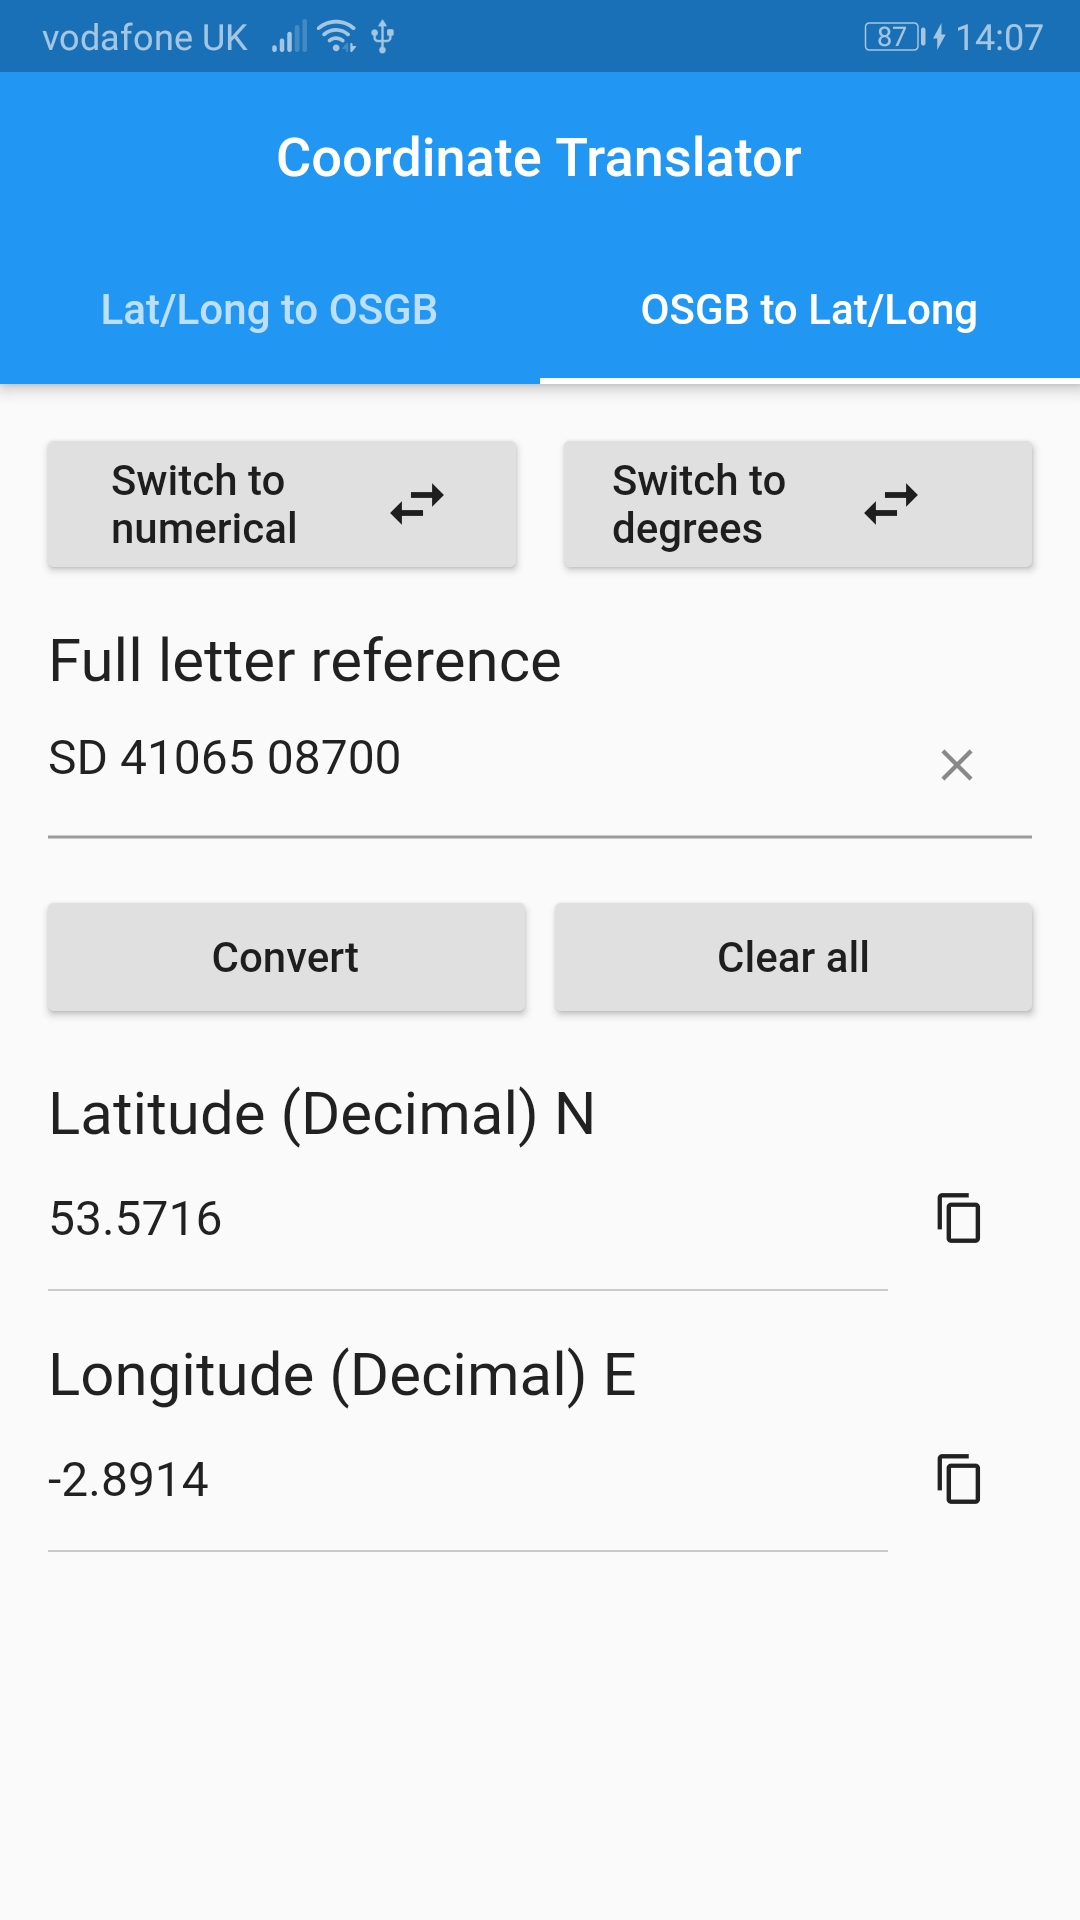 vodafone UK 87 14:07
Coordinate Translator
Lat/Long to OSGB OSGB to Lat/Long
Switch to numerical
Switch to degrees
Full letter reference
SD 41065 08700
Convert Clear all
Latitude (Decimal) N
53.5716
Longitude (Decimal) E
-2.8914